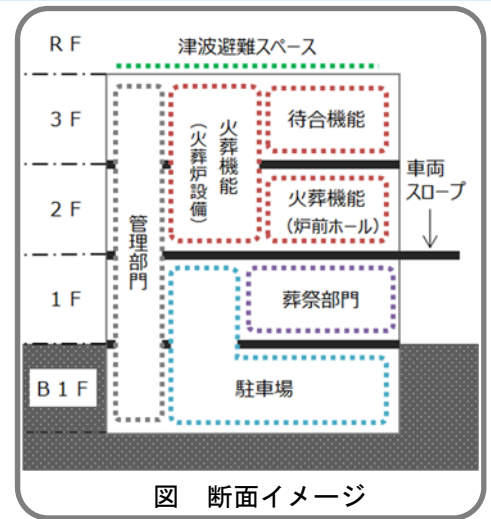 RF
津波避難スペース
3F
火葬機能
（火葬炉設備）
待合機能
車両
スロープ
2F
管理部門
火葬機能
（炉前ホール）
1F
葬祭部門
B1F
駐車場
図　断面イメージ